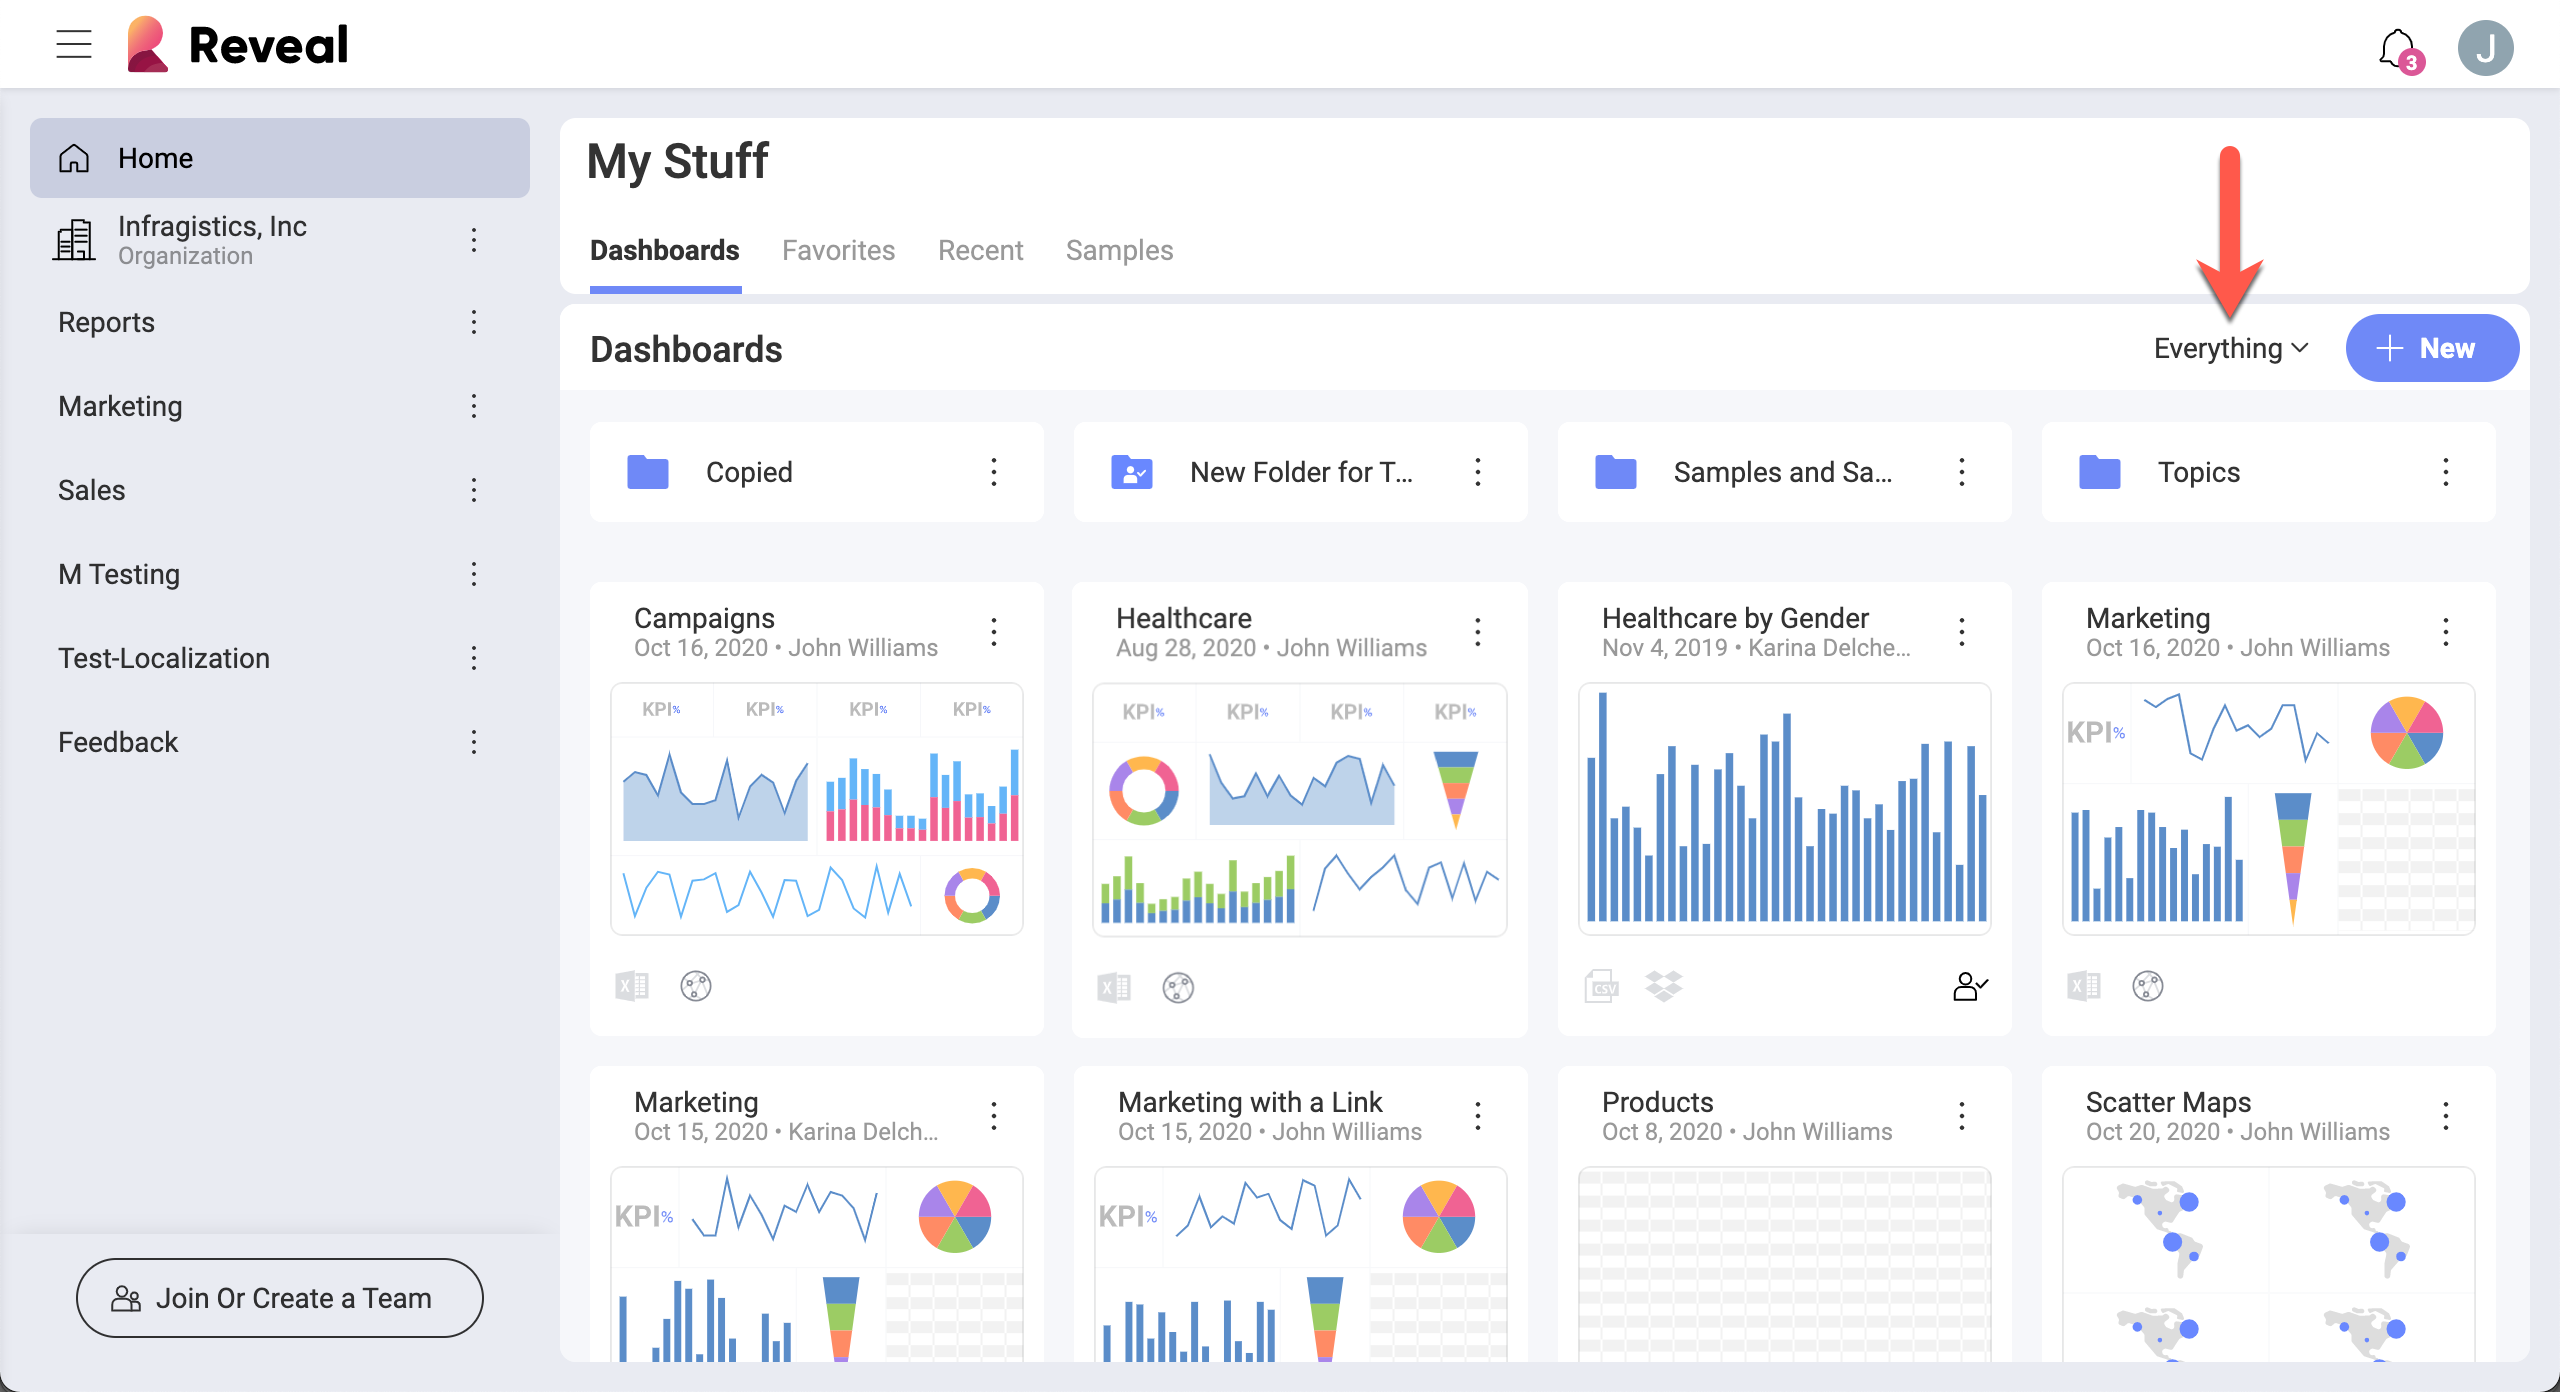 Reveal
3
J
Home
Infragistics, Inc
Organization
Reports
Marketing
Sales
M Testing
Test-Localization
Feedback
Join Or Create a Team
My Stuff
Dashboards Favorites Recent Samples
Dashboards
Everything
New
Copied
New Folder for T...
Samples and Sa...
Topics
Campaigns
Oct 16, 2020 • John Williams
KPI% KPI% KPI% KPI%
X
Healthcare
Aug 28, 2020 • John Williams
KPI% KPI% KPI% KPI%
X
Healthcare by Gender
Nov 4, 2019 • Karina Delche...
CSV
Marketing
Oct 16, 2020 • John Williams
KPI%
X
Marketing
Oct 15, 2020 • Karina Delch...
KPI%
Marketing with a Link
Oct 15, 2020 • John Williams
KPI%
Products
Oct 8, 2020 • John Williams
Scatter Maps
Oct 20, 2020 • John Williams